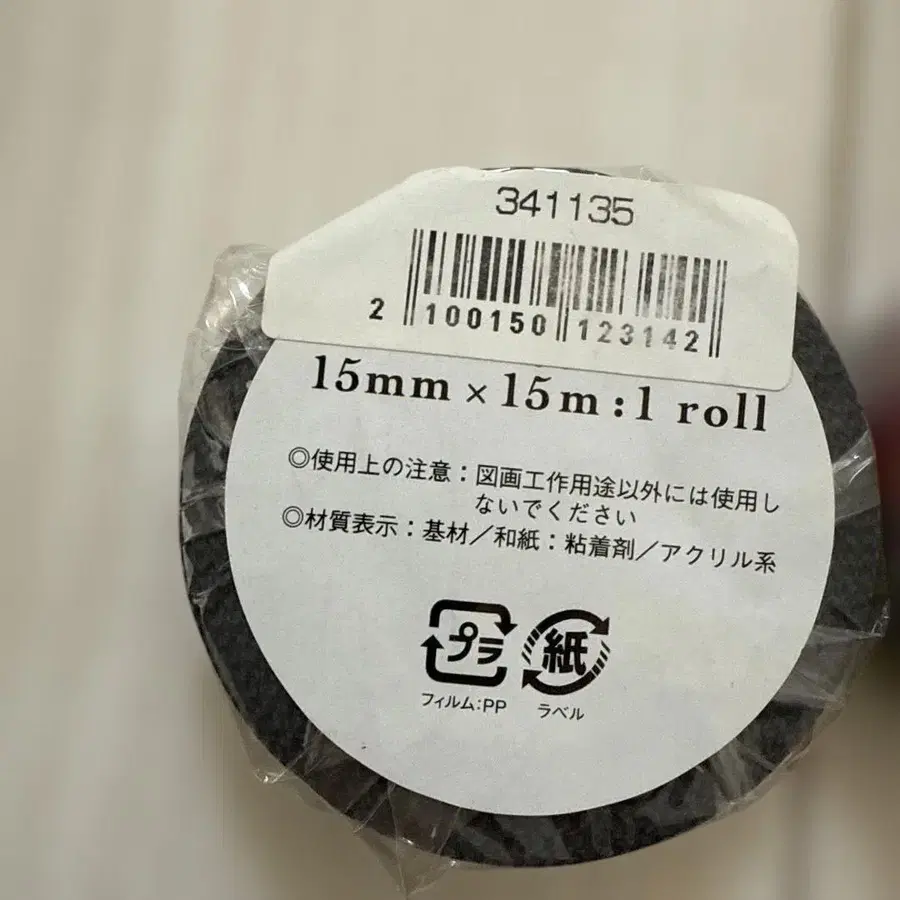 341135
2 100150 123142
15mm × 15m : 1 roll
◎使用上の注意：図画工作用途以外には使用し
ないでください
◎材質表示：基材／和紙：粘着剤／アクリル系
プラ 紙
フィルム:PP ラベル